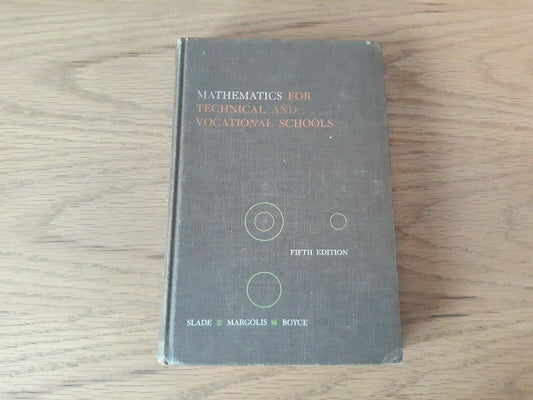 MATHEMATICS FOR
TECHNICAL AND
VOCATIONAL SCHOOLS
FIFTH EDITION
SLADE MARGOLIS BOYCE